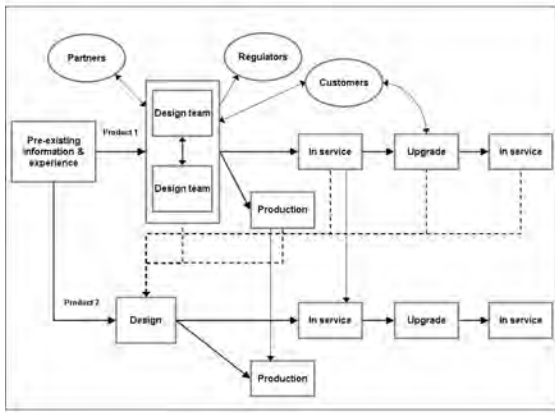 Partners
Regulators
Customers
Design team
Product 1
Pre-existing
information &
experience
In service
Upgrade
In service
Design team
Production
Product 2
Design
In service
Upgrade
In service
Production